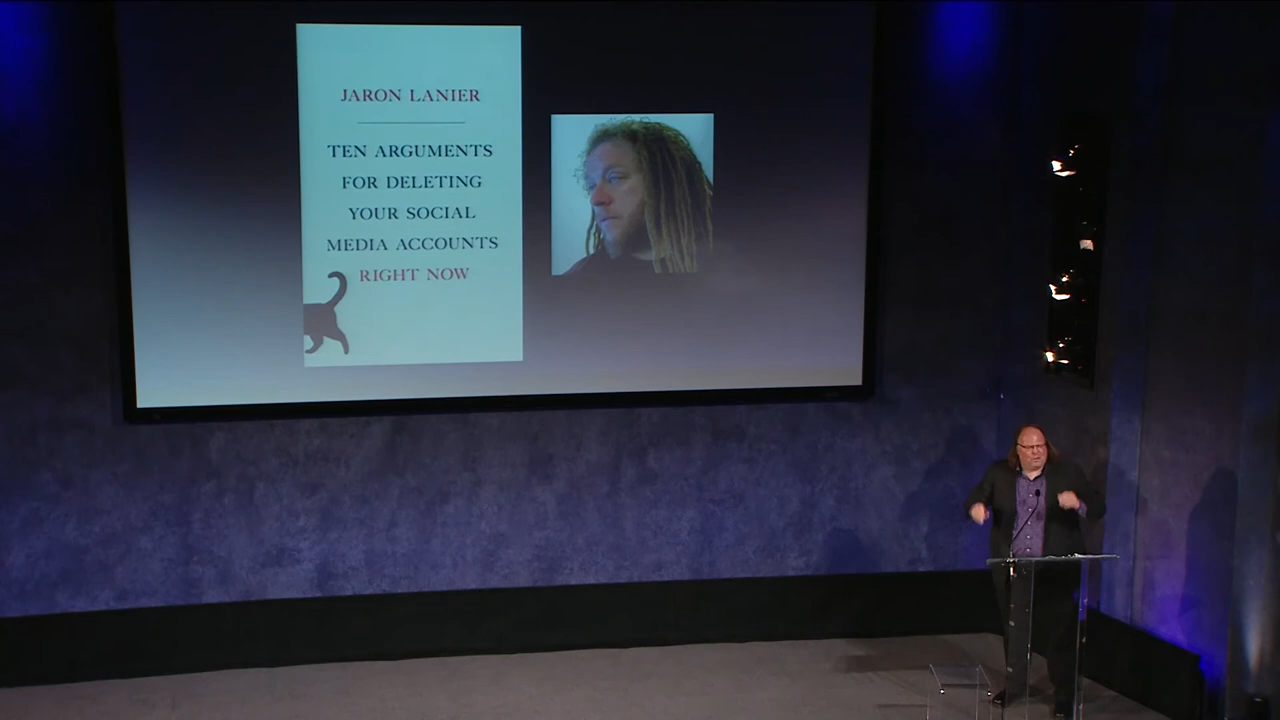 JARON LANIER
TEN ARGUMENTS
FOR DELETING
YOUR SOCIAL
MEDIA ACCOUNTS
RIGHT NOW